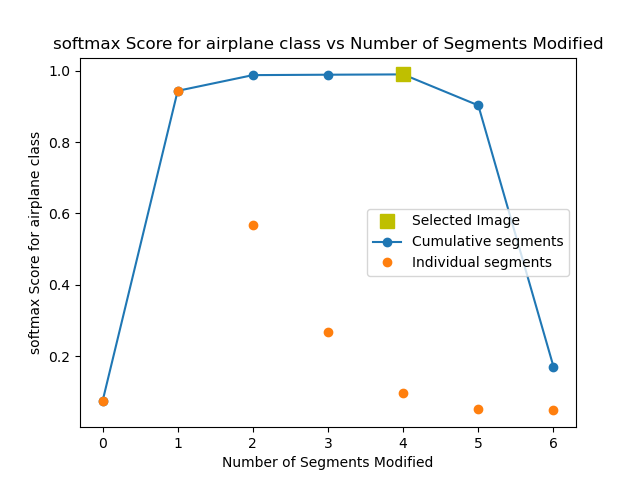 softmax Score for airplane class vs Number of Segments Modified
1.0
0.8
0.6
0.4
0.2
softmax Score for airplane class
Selected Image
Cumulative segments
Individual segments
0 1 2 3 4 5 6
Number of Segments Modified